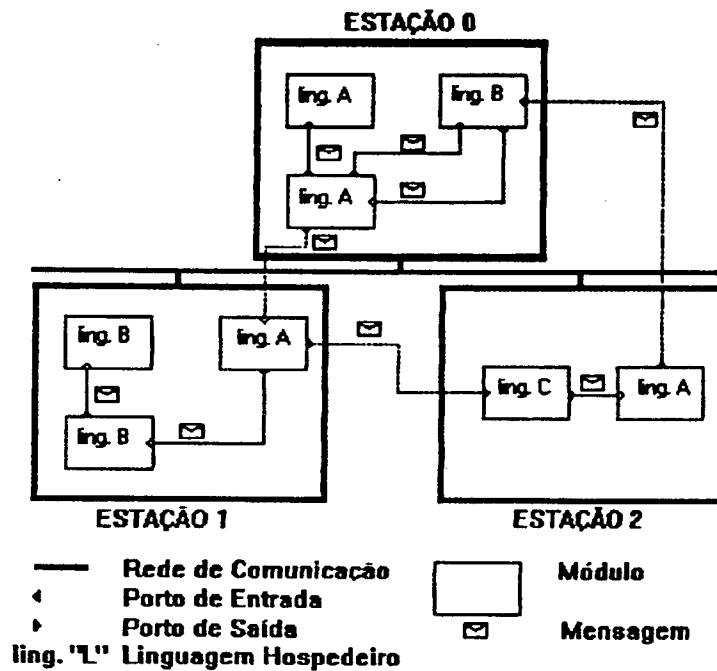 ESTAÇÃO 0
ling. A
ling. B
ling. A
ling. B
ling. A
ling. B
ling. C
ling. A
ESTAÇÃO 1
ESTAÇÃO 2
Rede de Comunicação
Módulo
Porto de Entrada
Porto de Saída
Mensagem
ling. "L" Linguagem Hospedeiro